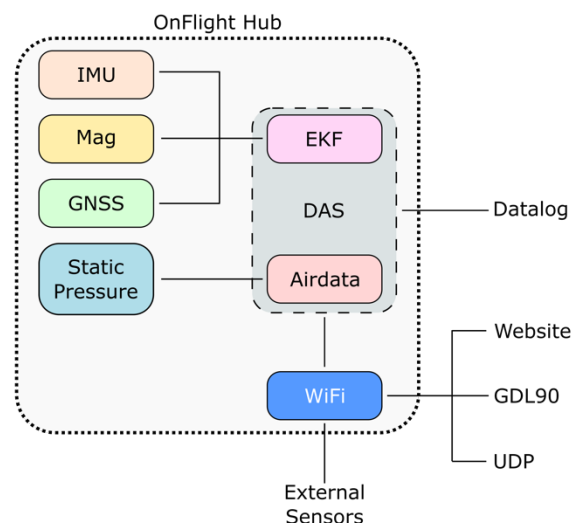 OnFlight Hub
IMU
Mag
EKF
GNSS
DAS
Datalog
Static
Pressure
Airdata
Website
WiFi
GDL90
UDP
External
Sensors